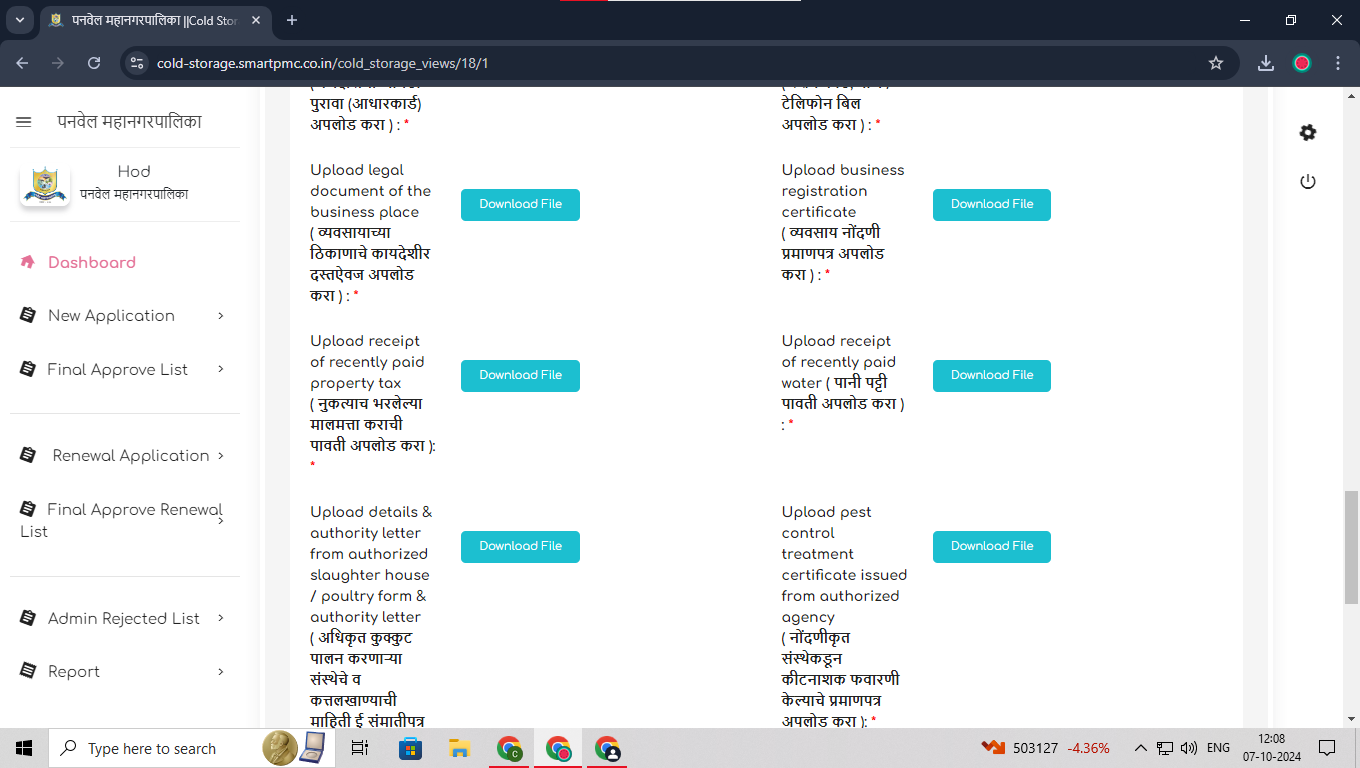 पनवेल महानगरपालिका ||Cold Stor
cold-storage.smartpmc.co.in/cold_storage_views/18/1
पनवेल महानगरपालिका
Hod
पनवेल महानगरपालिका
Dashboard
New Application
Final Approve List
Renewal Application
Final Approve Renewal
List
Admin Rejected List
Report
पुरावा (आधारकार्ड)
अपलोड करा ) : *
टेलिफोन बिल
अपलोड करा ) : *
Upload legal
document of the
business place
( व्यवसायाच्या
ठिकाणाचे कायदेशीर
दस्तऐवज अपलोड
करा ) : *
Download File
Upload business
registration
certificate
( व्यवसाय नोंदणी
प्रमाणपत्र अपलोड
करा ) : *
Download File
Upload receipt
of recently paid
property tax
( नुकत्याच भरलेल्या
मालमत्ता कराची
पावती अपलोड करा ):
*
Download File
Upload receipt
of recently paid
water ( पानी पट्टी
पावती अपलोड करा )
: *
Download File
Upload details &
authority letter
from authorized
slaughter house
/ poultry form &
authority letter
( अधिकृत कुक्कुट
पालन करणाऱ्या
संस्थेचे व
कत्तलखाण्याची
माहिती ई संमातीपत्र
Download File
Upload pest
control
treatment
certificate issued
from authorized
agency
( नोंदणीकृत
संस्थेकडून
कीटनाशक फवारणी
केल्याचे प्रमाणपत्र
अपलोड करा ): *
Download File
Type here to search
503127 -4.36%
ENG
12:08
07-10-2024